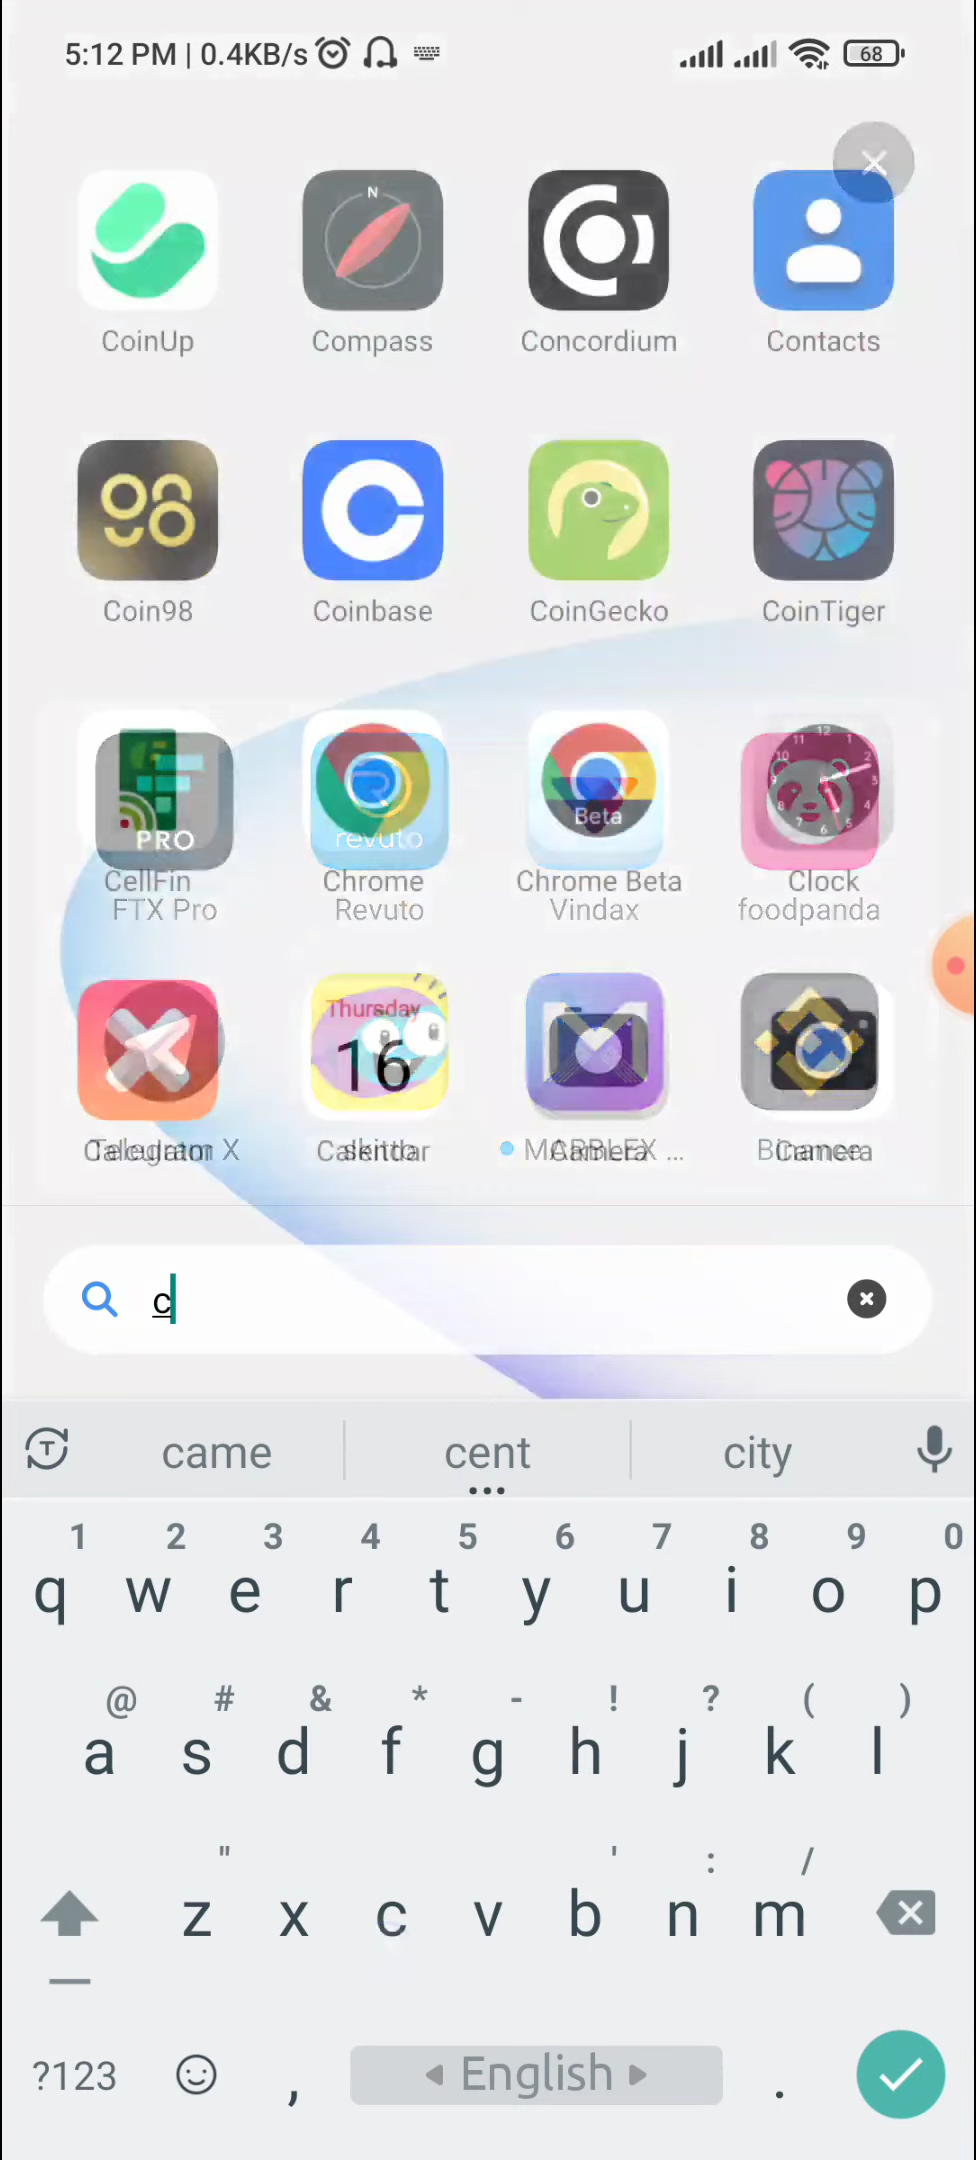 5:12 PM | 0.4KB/s 68
N
CoinUp Compass Concordium Contacts
98
Coin98 Coinbase CoinGecko CoinTiger
PRO revuto Beta
CellFin Chrome Chrome Beta Clock
FTX Pro Revuto Vindax foodpanda
Thursday
16
Calculator Telegram X Calendar skitto Camera MARBLEX ... Binance Camera
c
came cent city
1 2 3 4 5 6 7 8 9 0
q w e r t y u i o p
@ # & * - ! ? ( )
a s d f g h j k l
" ' : /
z x c v b n m
?123 , English .